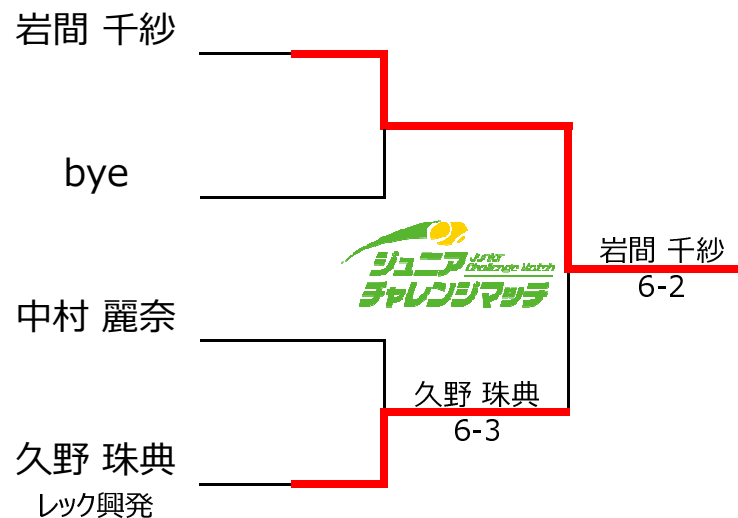 岩間 千紗
bye
ジュニア
Junior
Challenge Match
チャレンジマッチ
岩間 千紗
6-2
中村 麗奈
久野 珠典
6-3
久野 珠典
レック興発